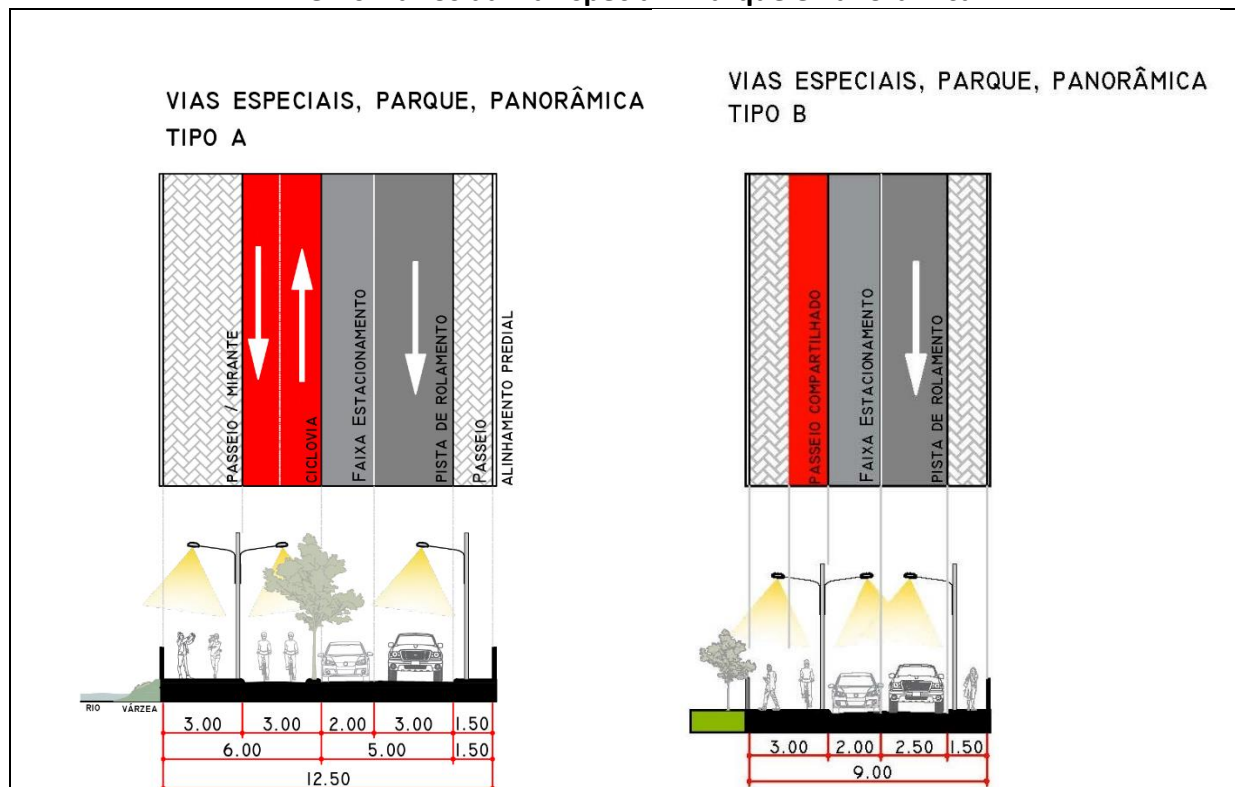 VIAS ESPECIAIS, PARQUE, PANORÂMICA
TIPO A
PASSEIO / MIRANTE
CICLOVIA
FAIXA ESTACIONAMENTO
PISTA DE ROLAMENTO
PASSEIO
ALINHAMENTO PREDIAL
RIO
VÁRZEA
3.00
3.00
2.00
3.00
1.50
6.00
5.00
1.50
12.50
VIAS ESPECIAIS, PARQUE, PANORÂMICA
TIPO B
PASSEIO COMPARTILHADO
FAIXA ESTACIONAMENTO
PISTA DE ROLAMENTO
3.00
2.00
2.50
1.50
9.00